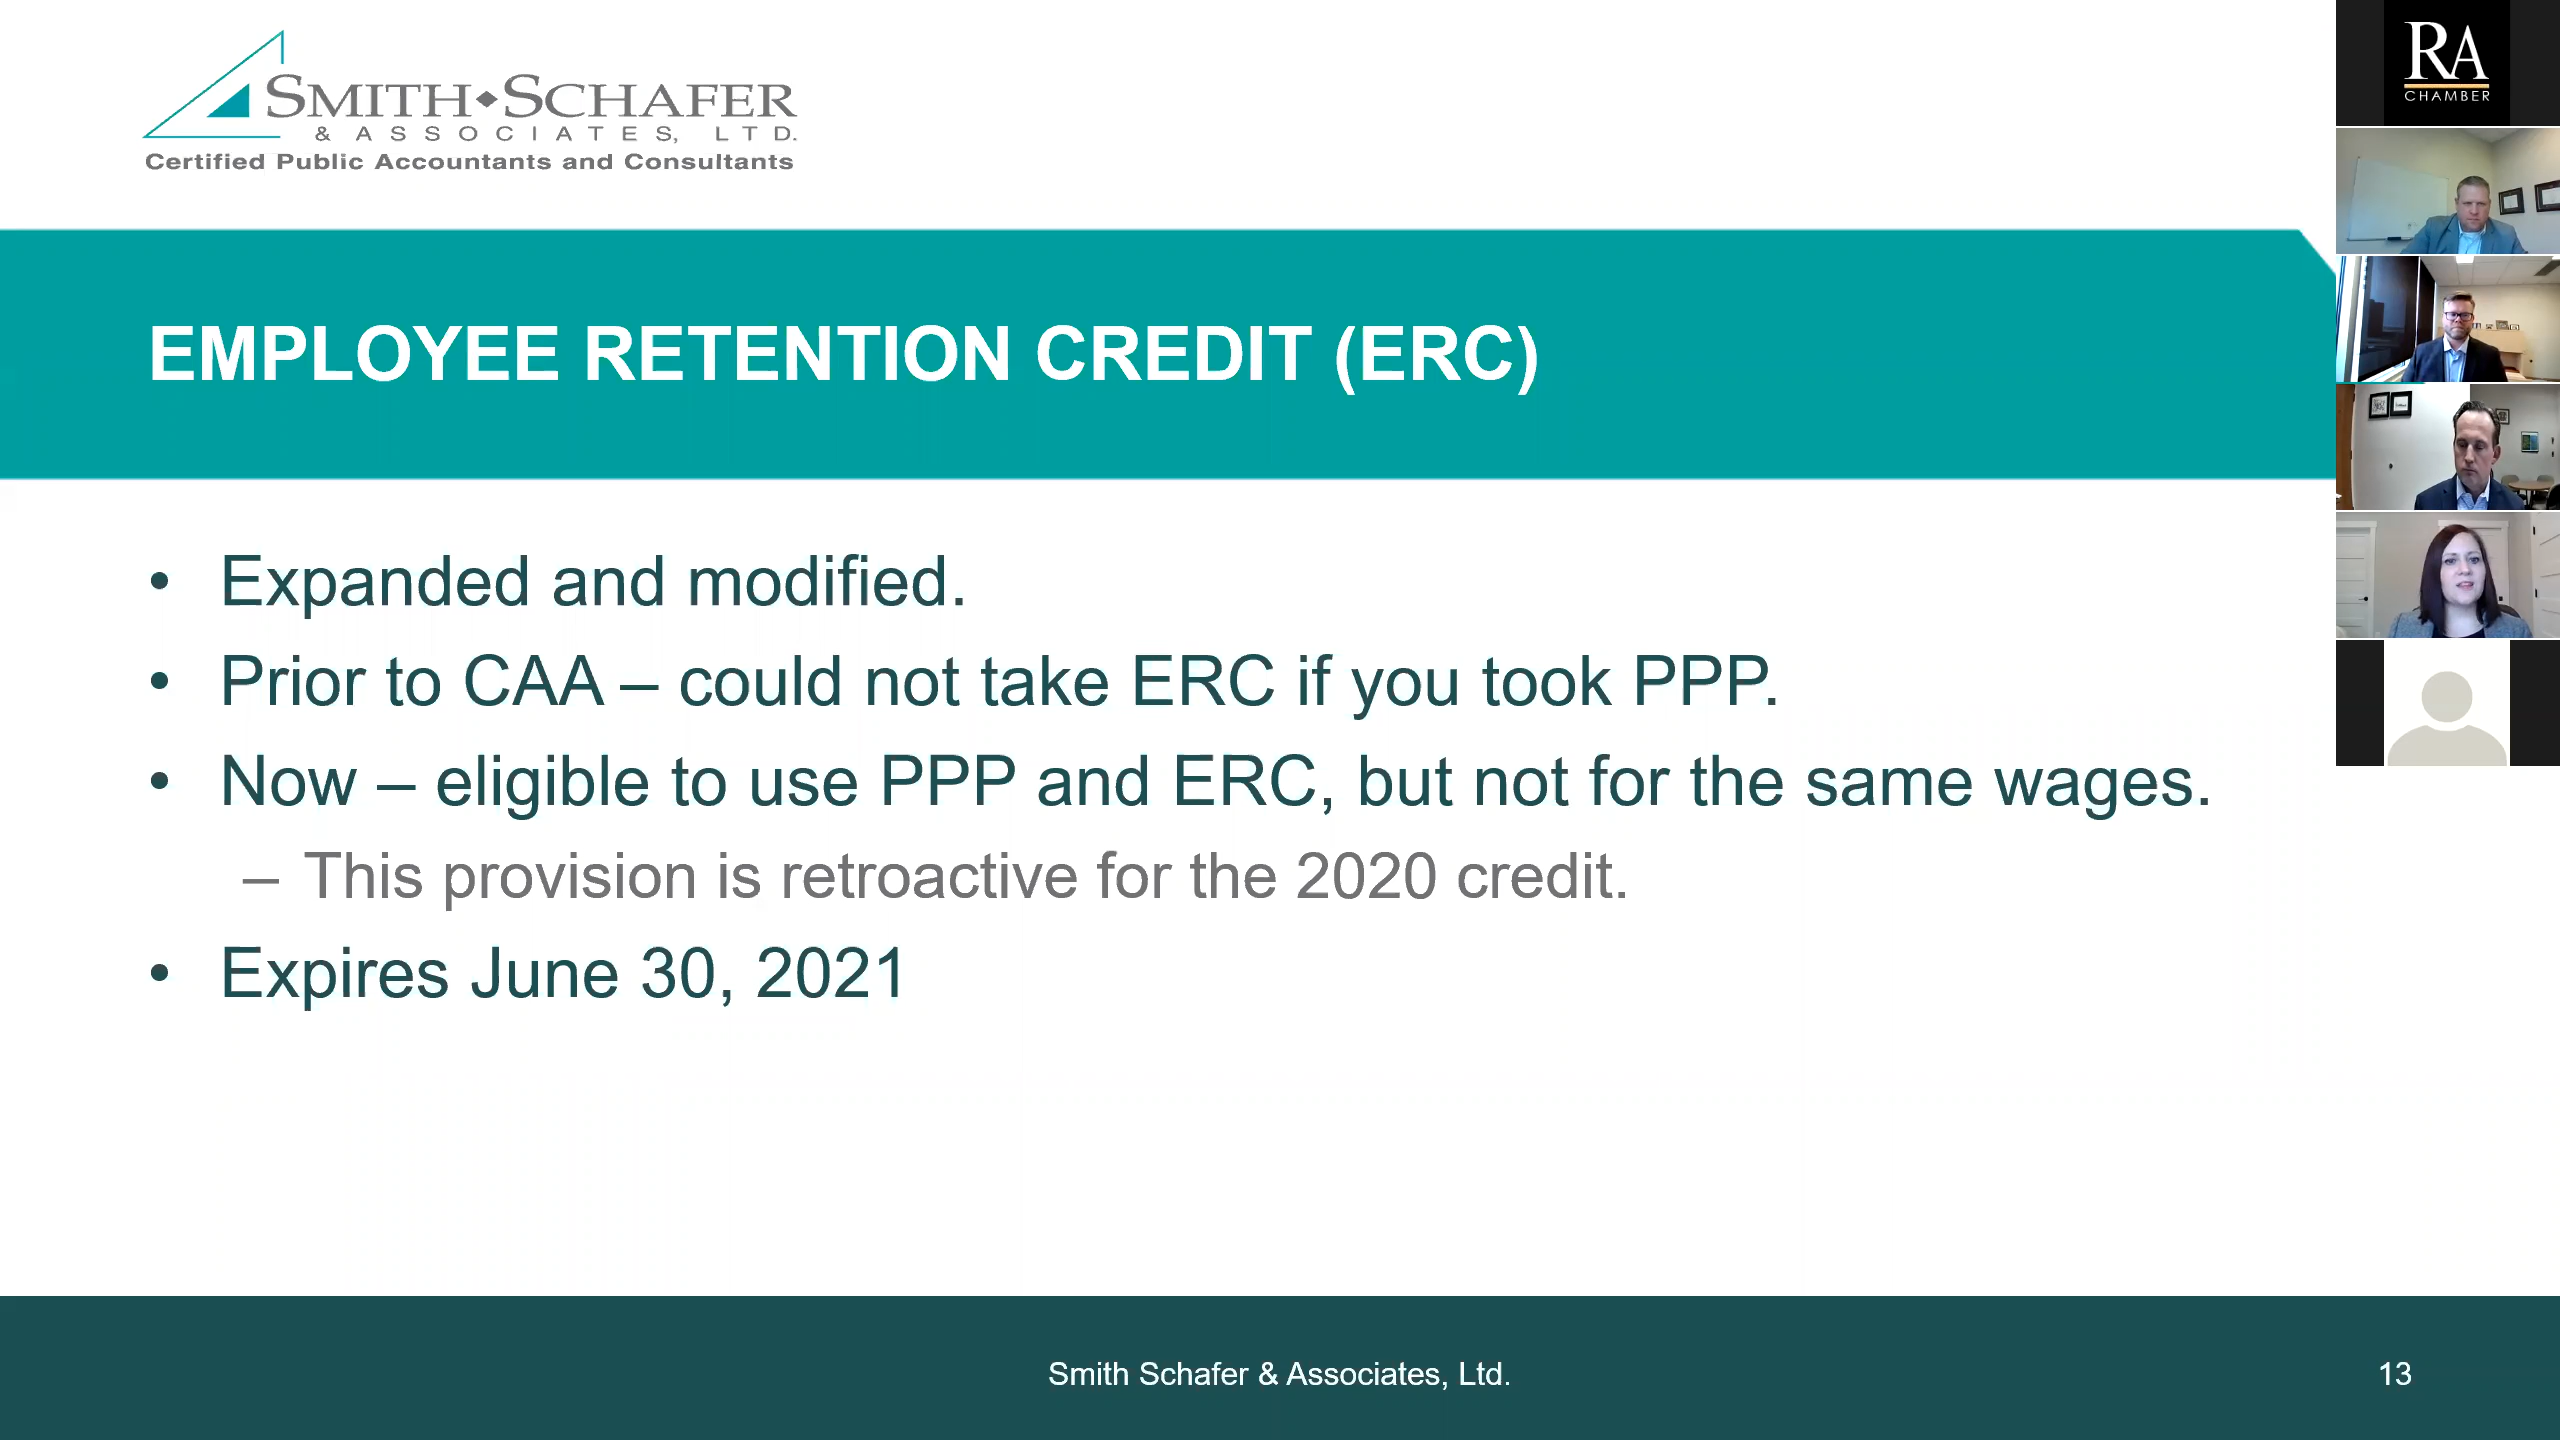 SMITH◆SCHAFER
& ASSOCIATES, LTD.
Certified Public Accountants and Consultants
RA
CHAMBER
EMPLOYEE RETENTION CREDIT (ERC)
• Expanded and modified.
• Prior to CAA – could not take ERC if you took PPP.
• Now – eligible to use PPP and ERC, but not for the same wages.
– This provision is retroactive for the 2020 credit.
• Expires June 30, 2021
Smith Schafer & Associates, Ltd.
13